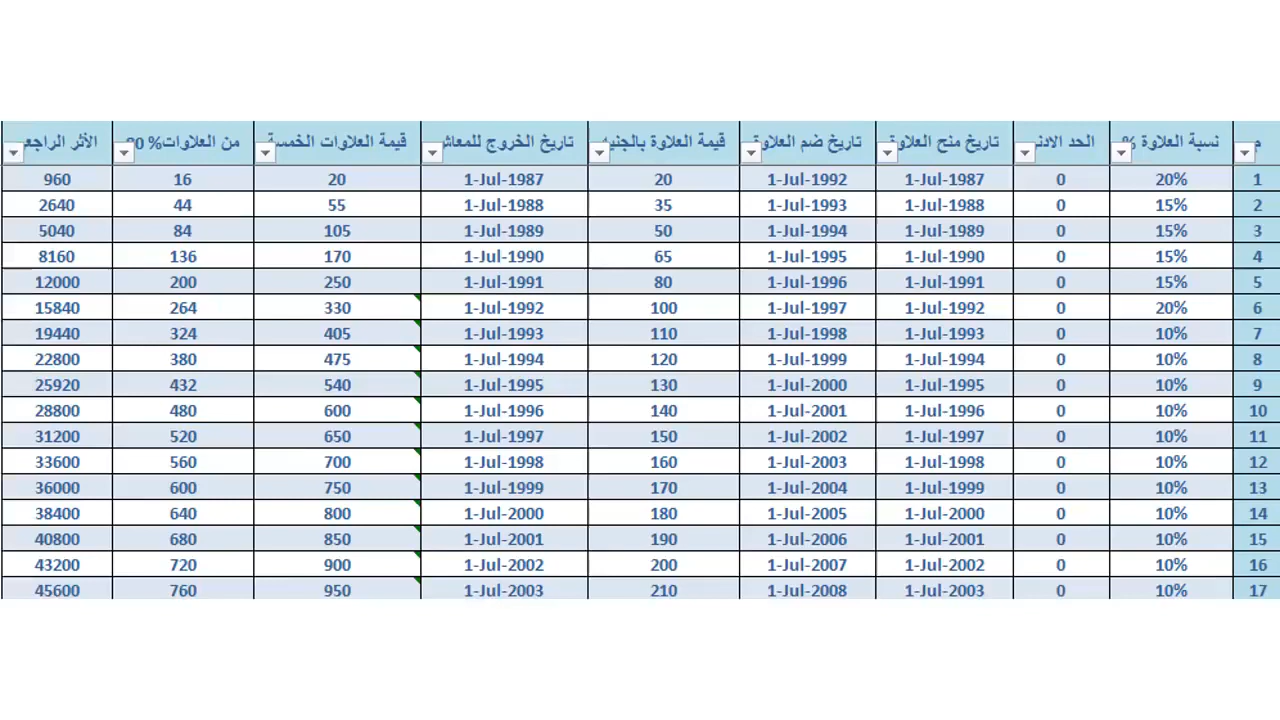 م نسبة العلاوة % الحد الادنى تاريخ منح العلاوة تاريخ ضم العلاوة قيمة العلاوة بالجنيه تاريخ الخروج للمعاش قيمة العلاوات الخمسة 80 %من العلاوات الأثر الراجعى
1 20% 0 1-Jul-1987 1-Jul-1992 20 1-Jul-1987 20 16 960
2 15% 0 1-Jul-1988 1-Jul-1993 35 1-Jul-1988 55 44 2640
3 15% 0 1-Jul-1989 1-Jul-1994 50 1-Jul-1989 105 84 5040
4 15% 0 1-Jul-1990 1-Jul-1995 65 1-Jul-1990 170 136 8160
5 15% 0 1-Jul-1991 1-Jul-1996 80 1-Jul-1991 250 200 12000
6 20% 0 1-Jul-1992 1-Jul-1997 100 1-Jul-1992 330 264 15840
7 10% 0 1-Jul-1993 1-Jul-1998 110 1-Jul-1993 405 324 19440
8 10% 0 1-Jul-1994 1-Jul-1999 120 1-Jul-1994 475 380 22800
9 10% 0 1-Jul-1995 1-Jul-2000 130 1-Jul-1995 540 432 25920
10 10% 0 1-Jul-1996 1-Jul-2001 140 1-Jul-1996 600 480 28800
11 10% 0 1-Jul-1997 1-Jul-2002 150 1-Jul-1997 650 520 31200
12 10% 0 1-Jul-1998 1-Jul-2003 160 1-Jul-1998 700 560 33600
13 10% 0 1-Jul-1999 1-Jul-2004 170 1-Jul-1999 750 600 36000
14 10% 0 1-Jul-2000 1-Jul-2005 180 1-Jul-2000 800 640 38400
15 10% 0 1-Jul-2001 1-Jul-2006 190 1-Jul-2001 850 680 40800
16 10% 0 1-Jul-2002 1-Jul-2007 200 1-Jul-2002 900 720 43200
17 10% 0 1-Jul-2003 1-Jul-2008 210 1-Jul-2003 950 760 45600